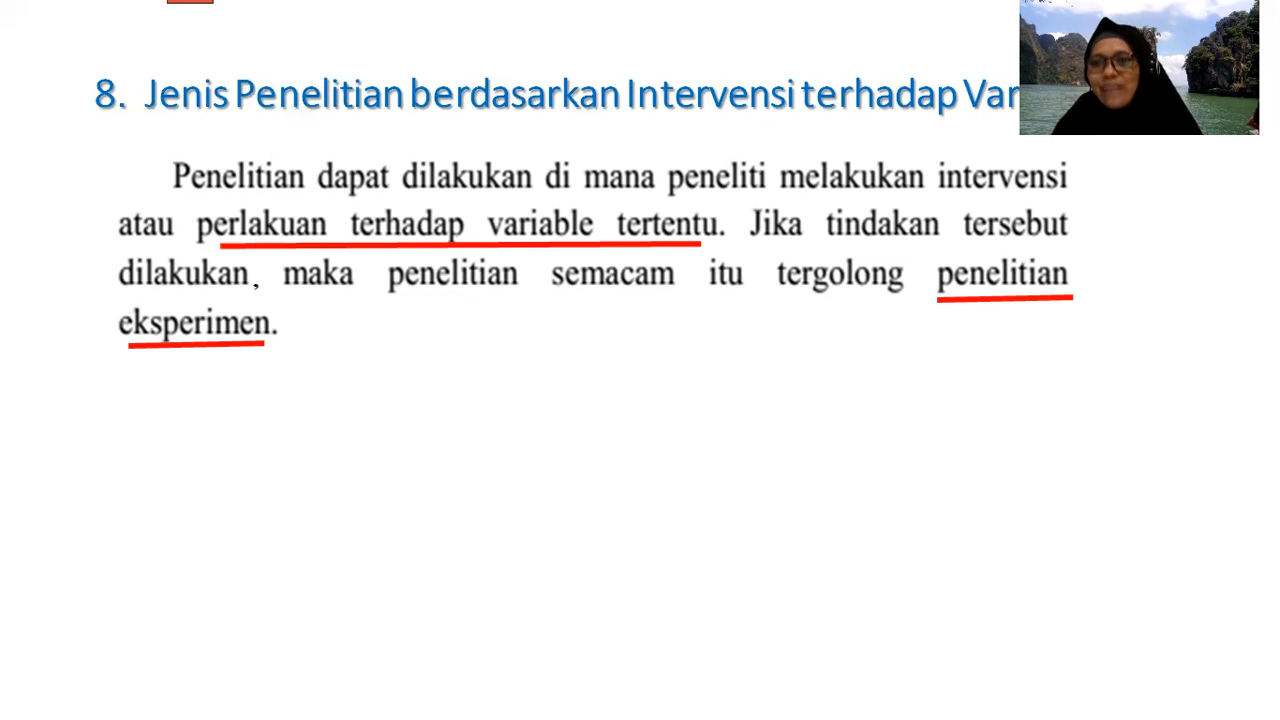 8. Jenis Penelitian berdasarkan Intervensi terhadap
Penelitian dapat dilakukan di mana peneliti melakukan intervensi
atau perlakuan terhadap variable tertentu. Jika tindakan tersebut
dilakukan, maka penelitian semacam itu tergolong penelitian
eksperimen.